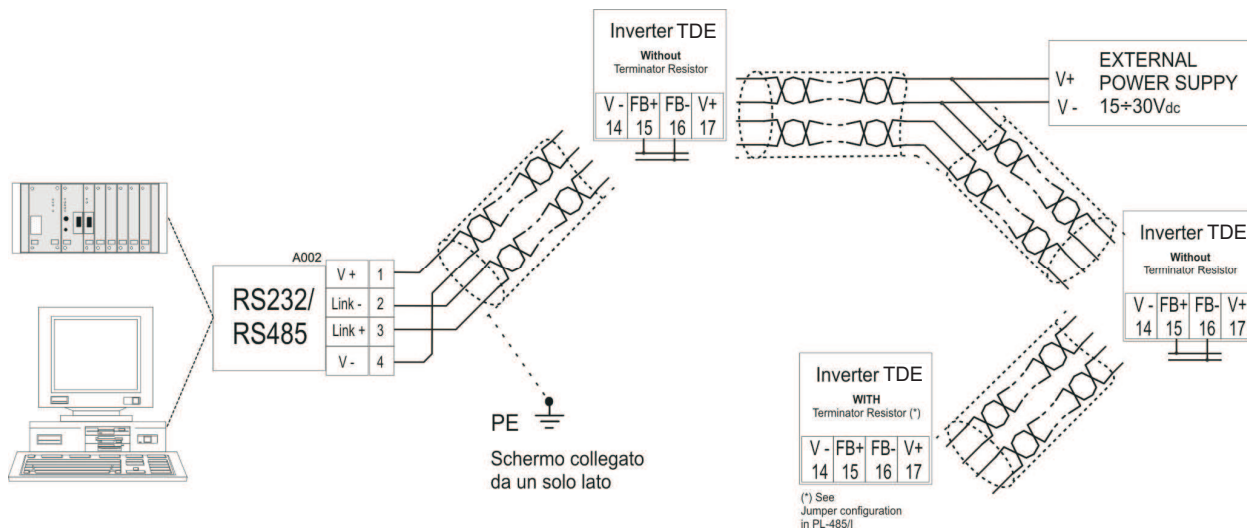 Inverter TDE
Without
Terminator Resistor
V - FB+ FB- V+
14 15 16 17
V+
V -
EXTERNAL
POWER SUPPY
15÷30Vdc
A002
RS232/
RS485
V + 1
Link - 2
Link + 3
V - 4
PE
Schermo collegato
da un solo lato
Inverter TDE
Without
Terminator Resistor
V - FB+ FB- V+
14 15 16 17
Inverter TDE
WITH
Terminator Resistor (*)
V - FB+ FB- V+
14 15 16 17
(*) See
Jumper configuration
in PL-485/I